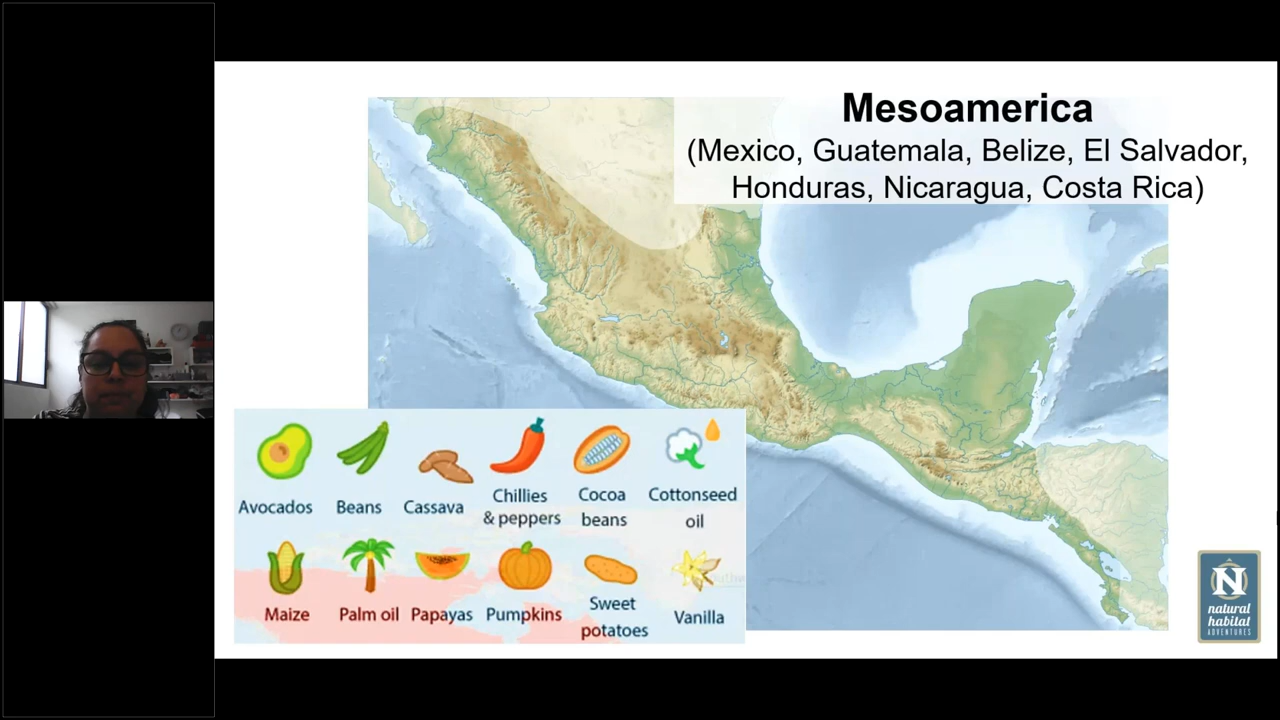 Mesoamerica
(Mexico, Guatemala, Belize, El Salvador,
Honduras, Nicaragua, Costa Rica)
Avocados
Beans
Cassava
Chillies
& peppers
Cocoa
beans
Cottonseed
oil
Maize
Palm oil
Papayas
Pumpkins
Sweet
potatoes
Vanilla
N
natural
habitat
ADVENTURES